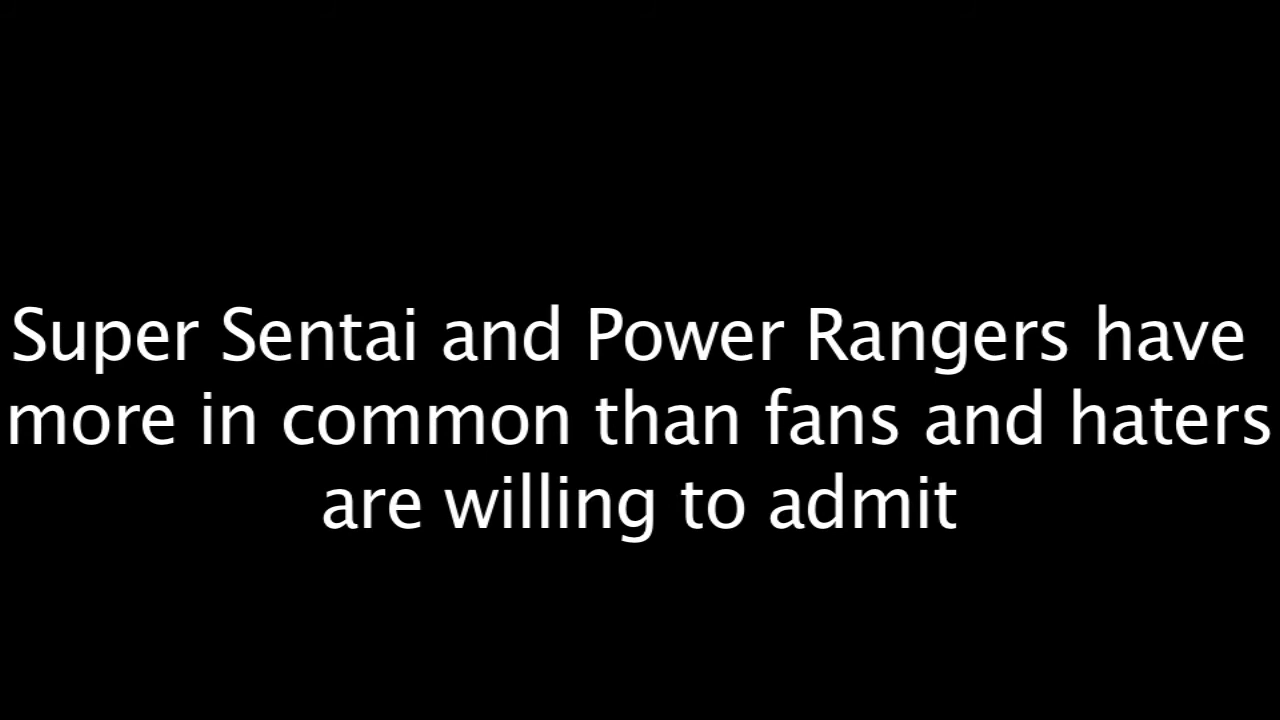 Super Sentai and Power Rangers have
more in common than fans and haters
are willing to admit